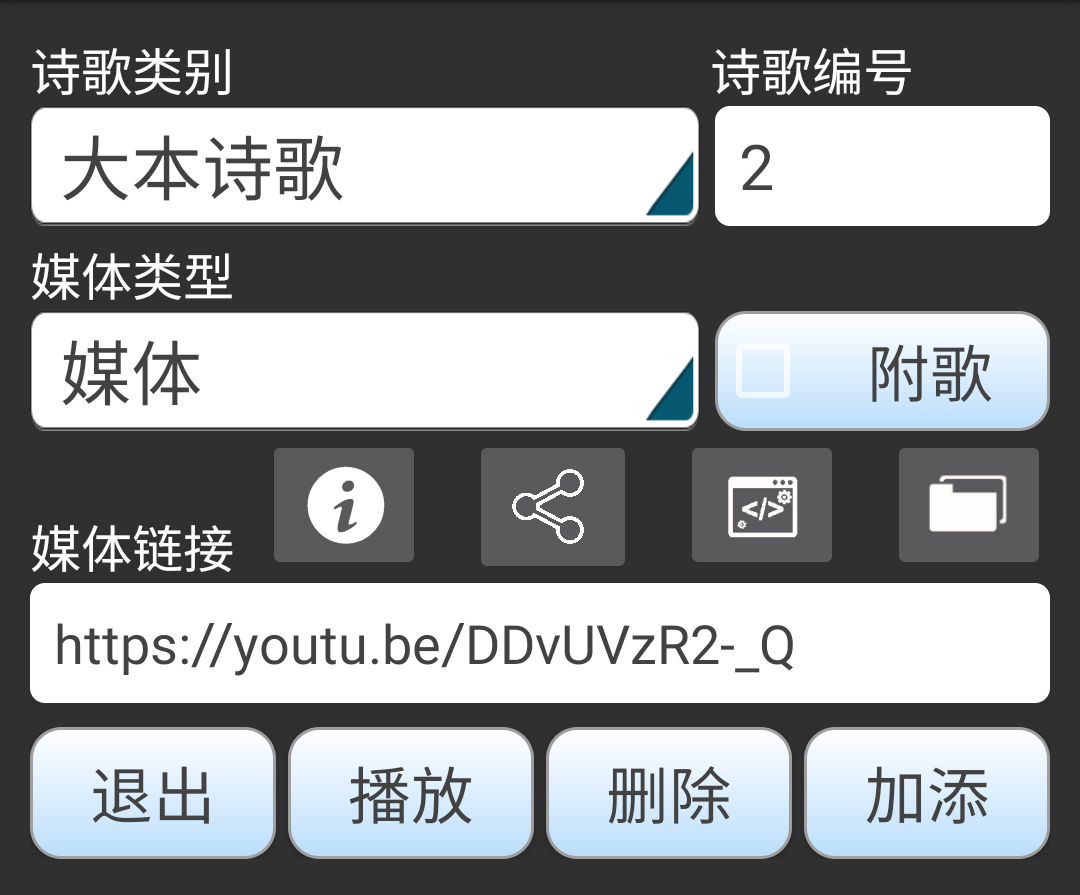 诗歌类别 诗歌编号
大本诗歌 2
媒体类型
媒体 附歌
媒体链接
https://youtu.be/DDvUVzR2-_Q
退出 播放 删除 加添